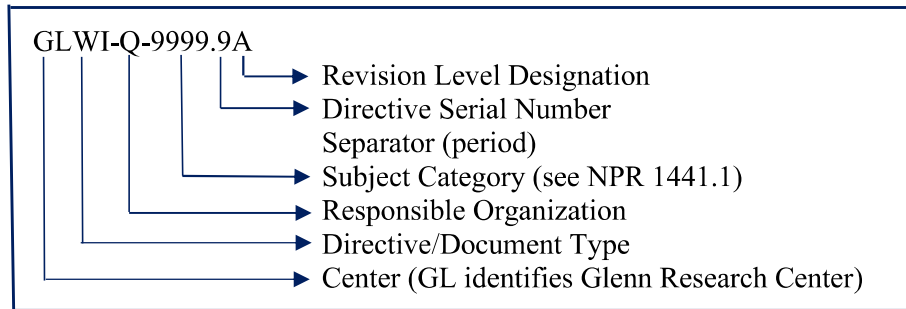 GLWI-Q-9999.9A
Revision Level Designation
Directive Serial Number
Separator (period)
Subject Category (see NPR 1441.1)
Responsible Organization
Directive/Document Type
Center (GL identifies Glenn Research Center)